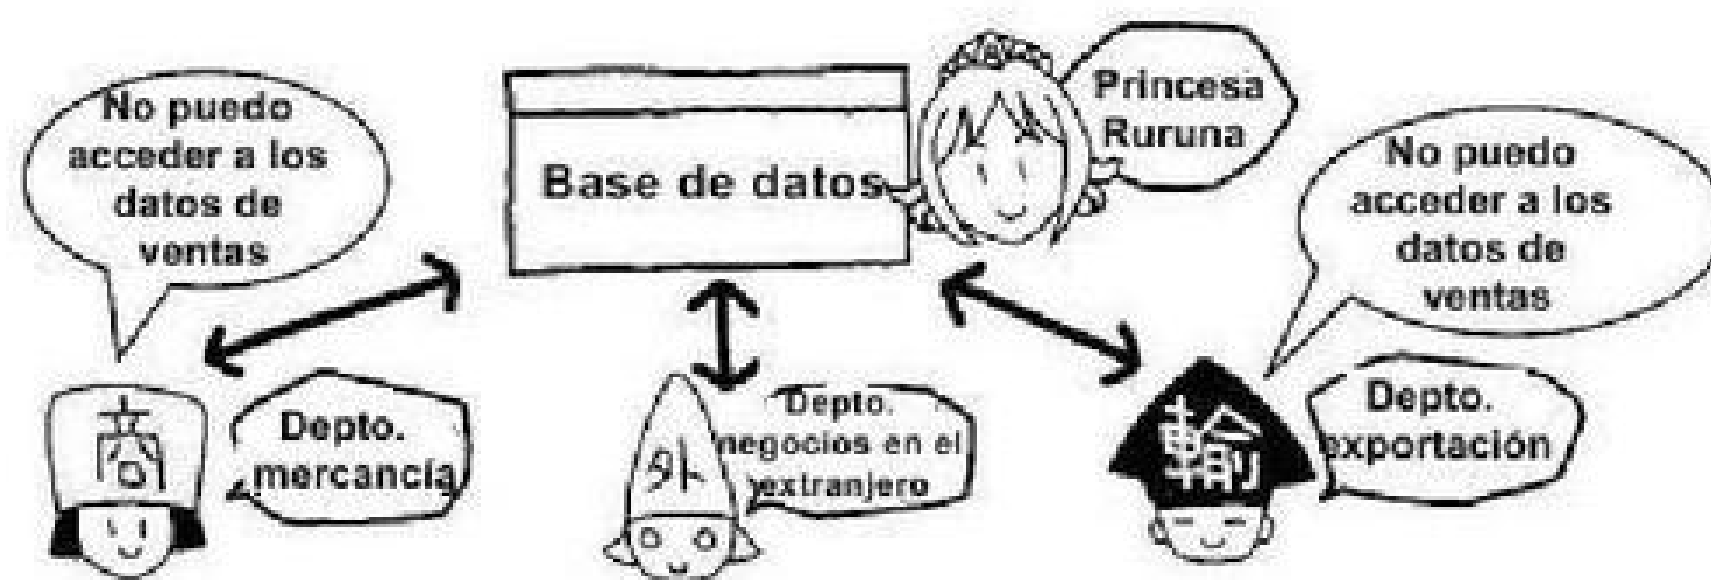 No puedo
acceder a los
datos de
ventas
Base de datos
Princesa
Ruruna
No puedo
acceder a los
datos de
ventas
商
Depto.
mercancía
外
Depto.
negocios en el
extranjero
輸
Depto.
exportación